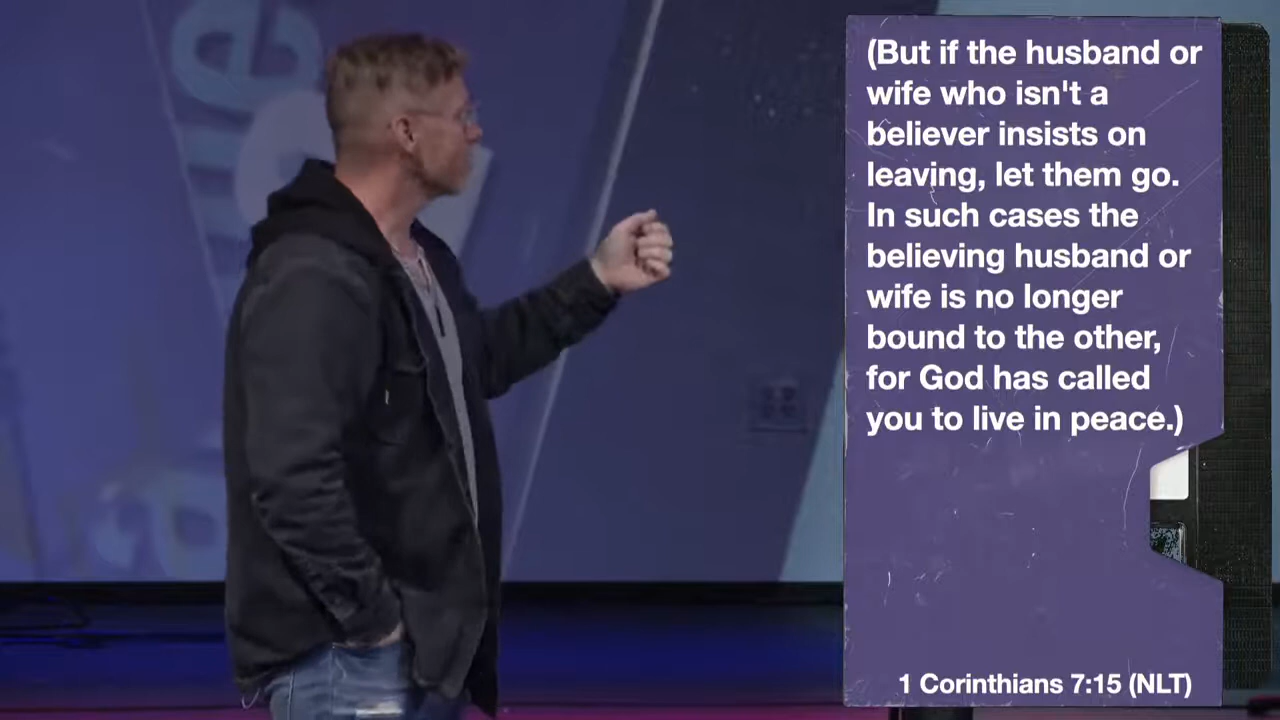 (But if the husband or
wife who isn't a
believer insists on
leaving, let them go.
In such cases the
believing husband or
wife is no longer
bound to the other,
for God has called
you to live in peace.)
1 Corinthians 7:15 (NLT)